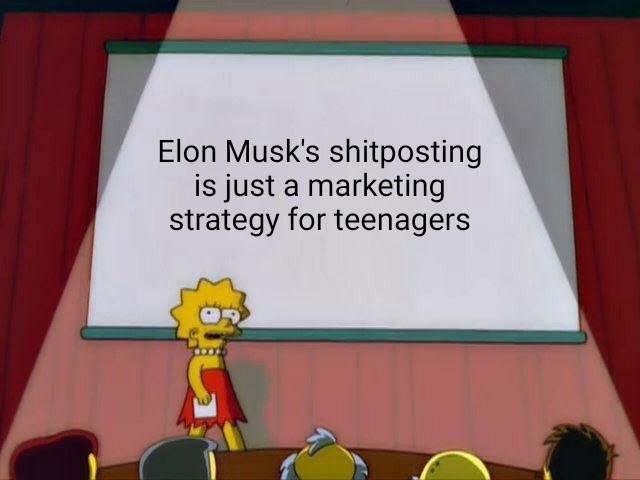 Elon Musk's shitposting
is just a marketing
strategy for teenagers